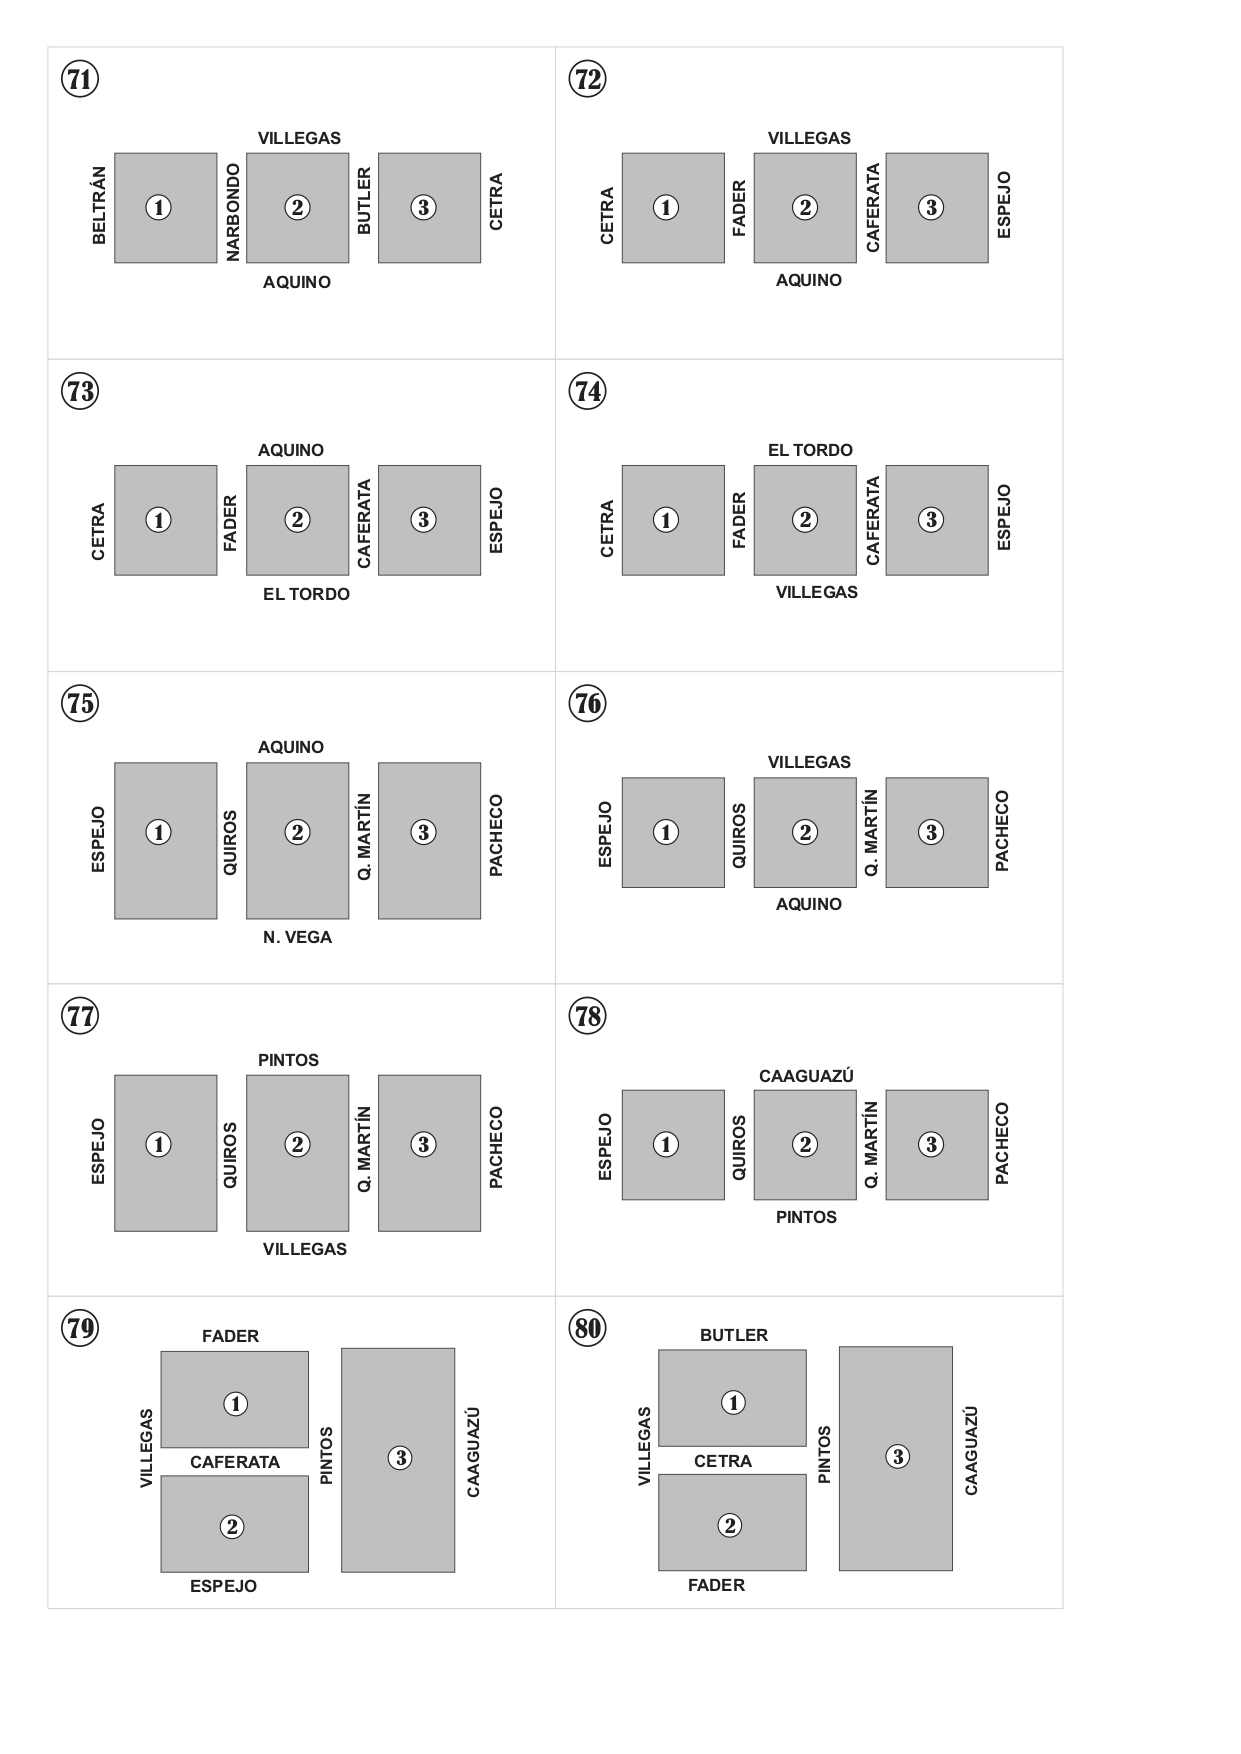 71
VILLEGAS
BELTRÁN
1
NARBONDO
2
BUTLER
3
CETRA
AQUINO
72
VILLEGAS
CETRA
1
FADER
2
CAFERATA
3
ESPEJO
AQUINO
73
AQUINO
CETRA
1
FADER
2
CAFERATA
3
ESPEJO
EL TORDO
74
EL TORDO
CETRA
1
FADER
2
CAFERATA
3
ESPEJO
VILLEGAS
75
AQUINO
ESPEJO
1
QUIROS
2
Q. MARTÍN
3
PACHECO
N. VEGA
76
VILLEGAS
ESPEJO
1
QUIROS
2
Q. MARTÍN
3
PACHECO
AQUINO
77
PINTOS
ESPEJO
1
QUIROS
2
Q. MARTÍN
3
PACHECO
VILLEGAS
78
CAAGUAZÚ
ESPEJO
1
QUIROS
2
Q. MARTÍN
3
PACHECO
PINTOS
79
FADER
VILLEGAS
1
CAFERATA
2
PINTOS
3
CAAGUAZÚ
ESPEJO
80
BUTLER
VILLEGAS
1
CETRA
2
PINTOS
3
CAAGUAZÚ
FADER